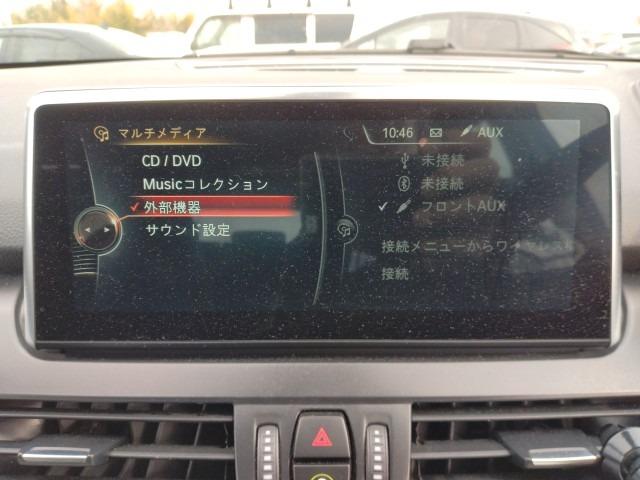 マルチメディア
10:46 AUX
CD / DVD
Musicコレクション
外部機器
サウンド設定
未接続
未接続
フロントAUX
接続メニューからワイヤレス
接続